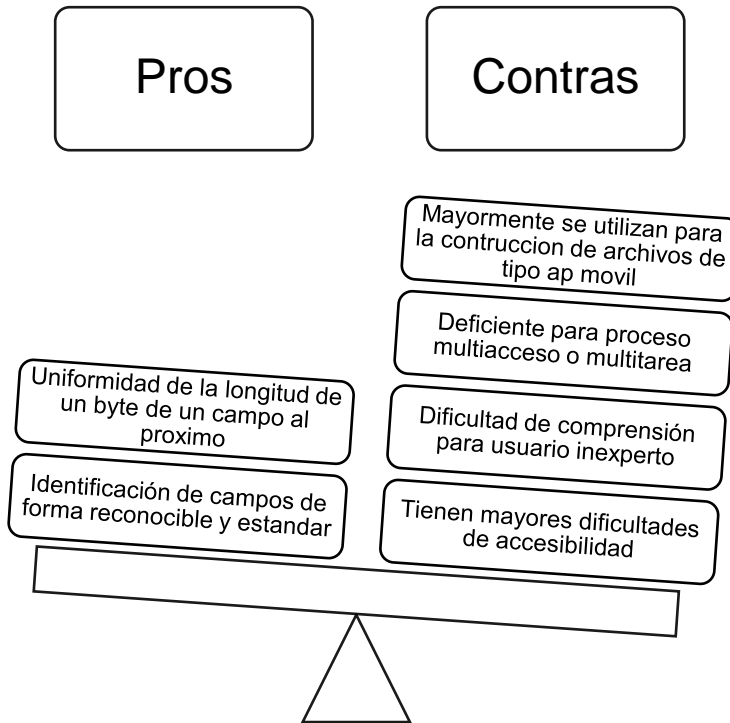 Pros
Contras
Mayormente se utilizan para
la contruccion de archivos de
tipo ap movil
Deficiente para proceso
multiacceso o multitarea
Dificultad de comprensión
para usuario inexperto
Tienen mayores dificultades
de accesibilidad
Uniformidad de la longitud de
un byte de un campo al
proximo
Identificación de campos de
forma reconocible y estandar